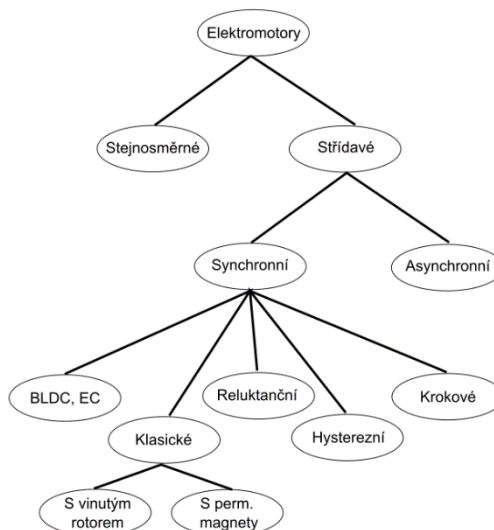 Elektromotory
Stejnosměrné
Střídavé
Synchronní
Asynchronní
BLDC, EC
Reluktanční
Krokové
Klasické
Hysterezní
S vinutým
rotorem
S perm.
magnety